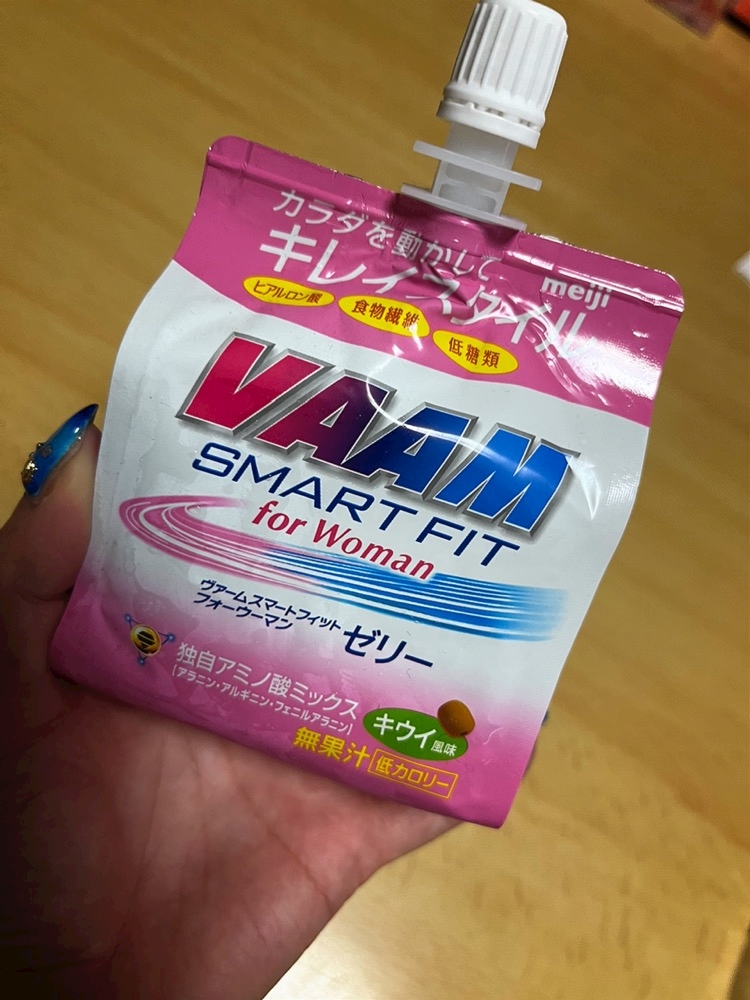 カラダを動かして
キレイスタイル
meiji
ヒアルロン酸
食物繊維
低糖類
VAAM
SMART FIT
for Woman
ヴァームスマートフィット
フォーウーマン
ゼリー
独自アミノ酸ミックス
[アラニン・アルギニン・フェニルアラニン]
キウイ風味
無果汁
低カロリー